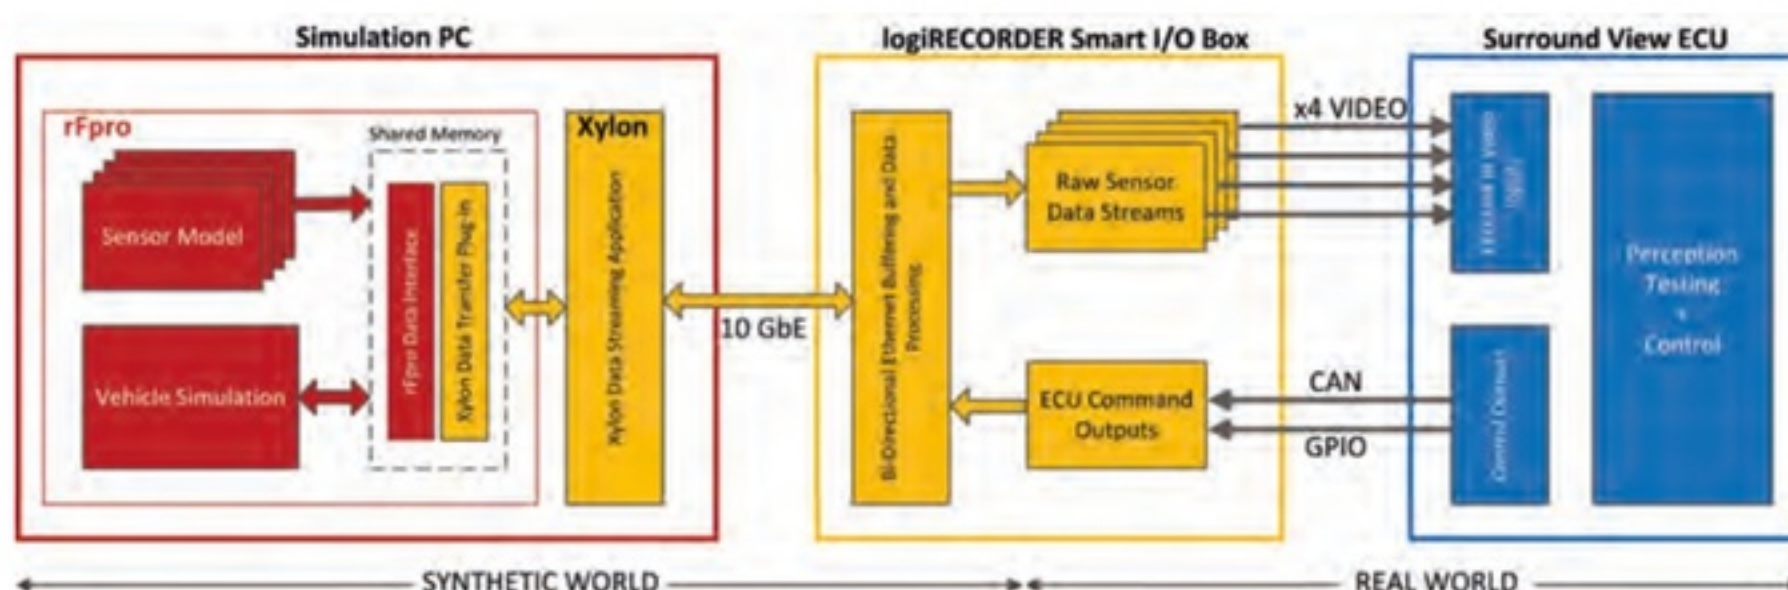 Simulation PC
logiRECORDER Smart I/O Box
Surround View ECU
rFpro
Shared Memory
Sensor Model
Vehicle Simulation
rFpro Data Interface
Xylon Data Transfer Plug-in
Xylon
Xylon Data Streaming Application
10 GbE
Bi-Directional Ethernet Buffering and Data
Processing
Raw Sensor
Data Streams
ECU Command
Outputs
x4 VIDEO
CAN
GPIO
Control Output
Perception
Testing
Control
SYNTHETIC WORLD
REAL WORLD